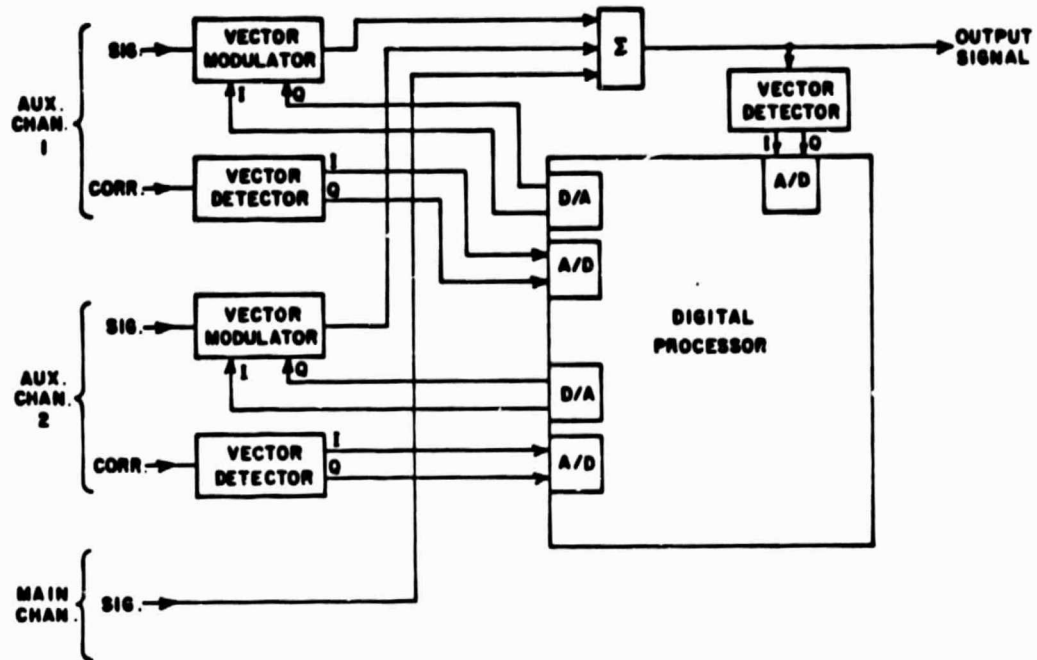 AUX.
CHAN.
1
SIG.
VECTOR
MODULATOR
I
Q
CORR.
VECTOR
DETECTOR
I
Q
Σ
OUTPUT
SIGNAL
VECTOR
DETECTOR
I
Q
A/D
D/A
A/D
DIGITAL
PROCESSOR
D/A
A/D
AUX.
CHAN.
2
SIG.
VECTOR
MODULATOR
I
Q
CORR.
VECTOR
DETECTOR
I
Q
MAIN
CHAN.
SIG.